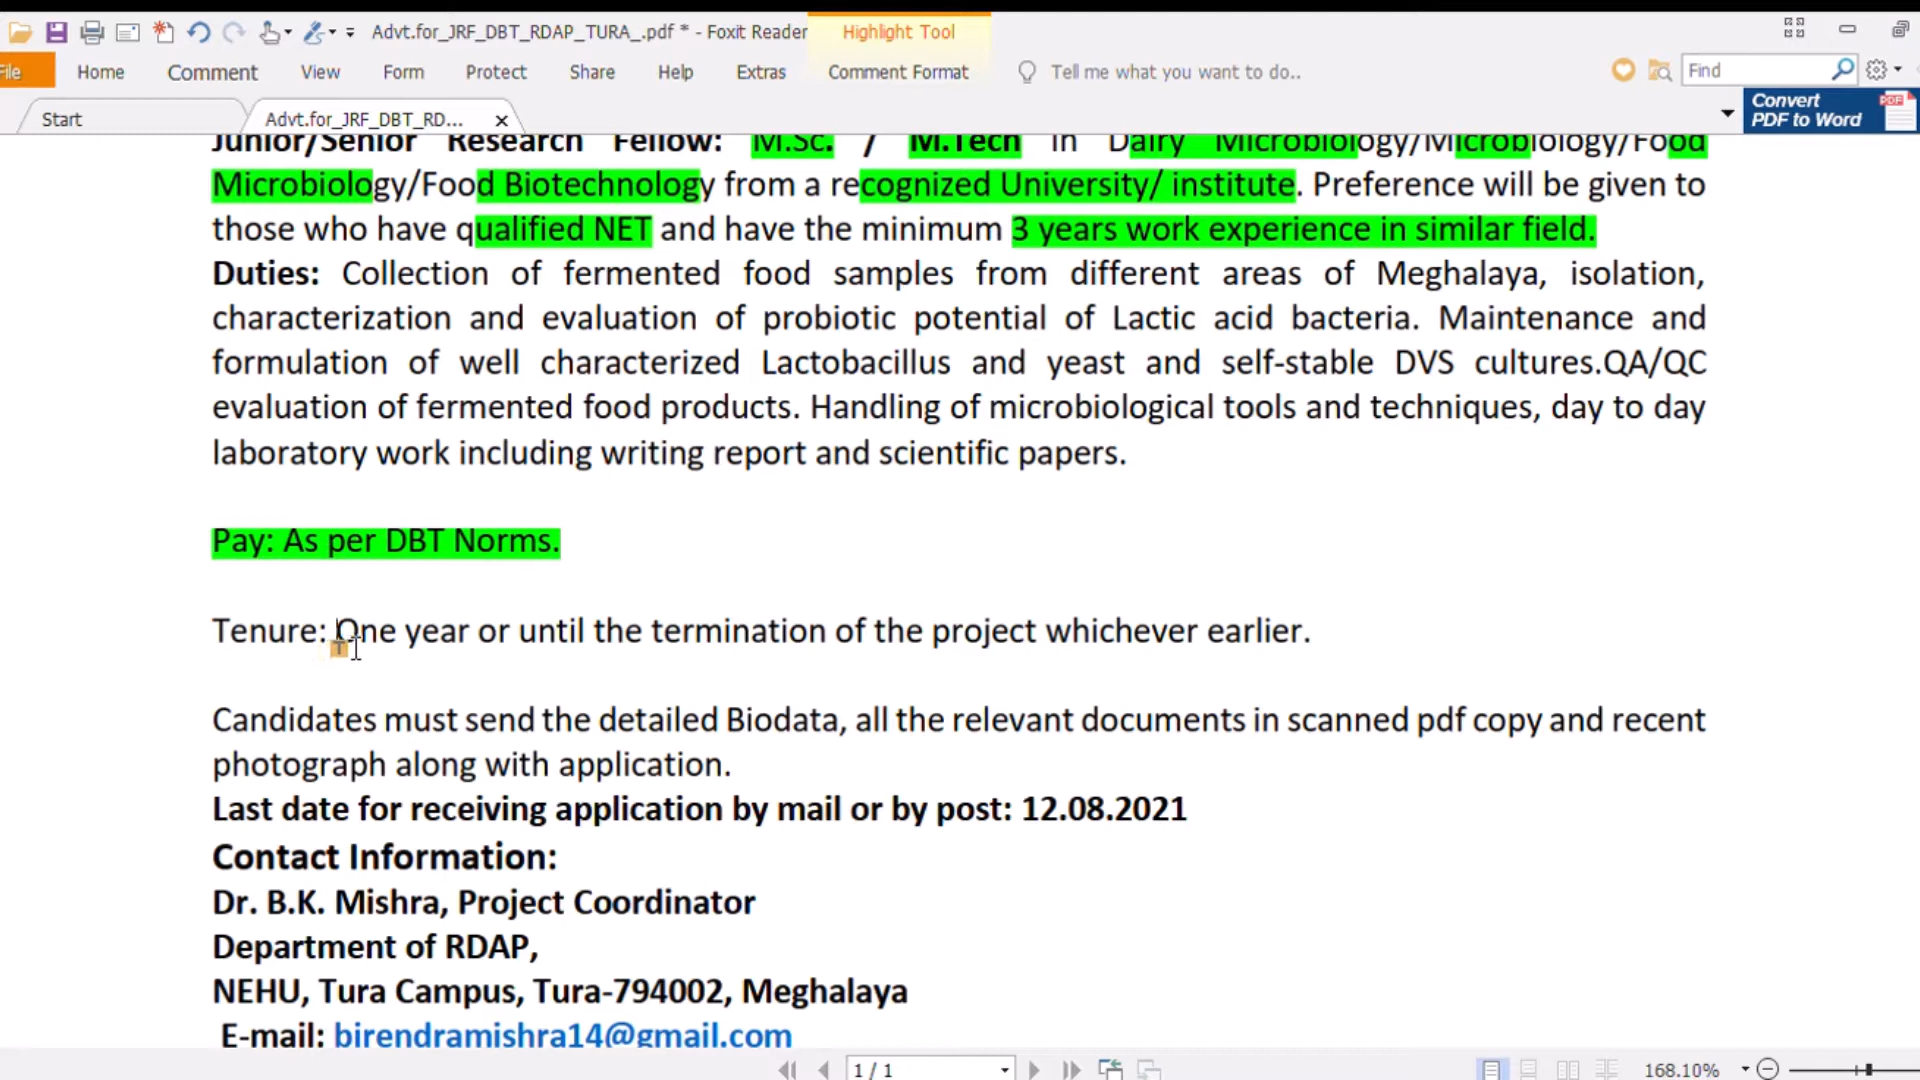 Advt.for_JRF_DBT_RDAP_TURA_.pdf * - Foxit Reader
Highlight Tool
File Home Comment View Form Protect Share Help Extras Comment Format Tell me what you want to do.. Find
Start Advt.for_JRF_DBT_RD...
Convert PDF
PDF to Word
Junior/Senior Research Fellow: M.Sc. / M.Tech in Dairy Microbiology/Microbiology/Food
Microbiology/Food Biotechnology from a recognized University/ institute. Preference will be given to
those who have qualified NET and have the minimum 3 years work experience in similar field.
Duties: Collection of fermented food samples from different areas of Meghalaya, isolation,
characterization and evaluation of probiotic potential of Lactic acid bacteria. Maintenance and
formulation of well characterized Lactobacillus and yeast and self-stable DVS cultures.QA/QC
evaluation of fermented food products. Handling of microbiological tools and techniques, day to day
laboratory work including writing report and scientific papers.
Pay: As per DBT Norms.
Tenure: One year or until the termination of the project whichever earlier.
Candidates must send the detailed Biodata, all the relevant documents in scanned pdf copy and recent
photograph along with application.
Last date for receiving application by mail or by post: 12.08.2021
Contact Information:
Dr. B.K. Mishra, Project Coordinator
Department of RDAP,
NEHU, Tura Campus, Tura-794002, Meghalaya
E-mail: birendramishra14@gmail.com
1 / 1 168.10%